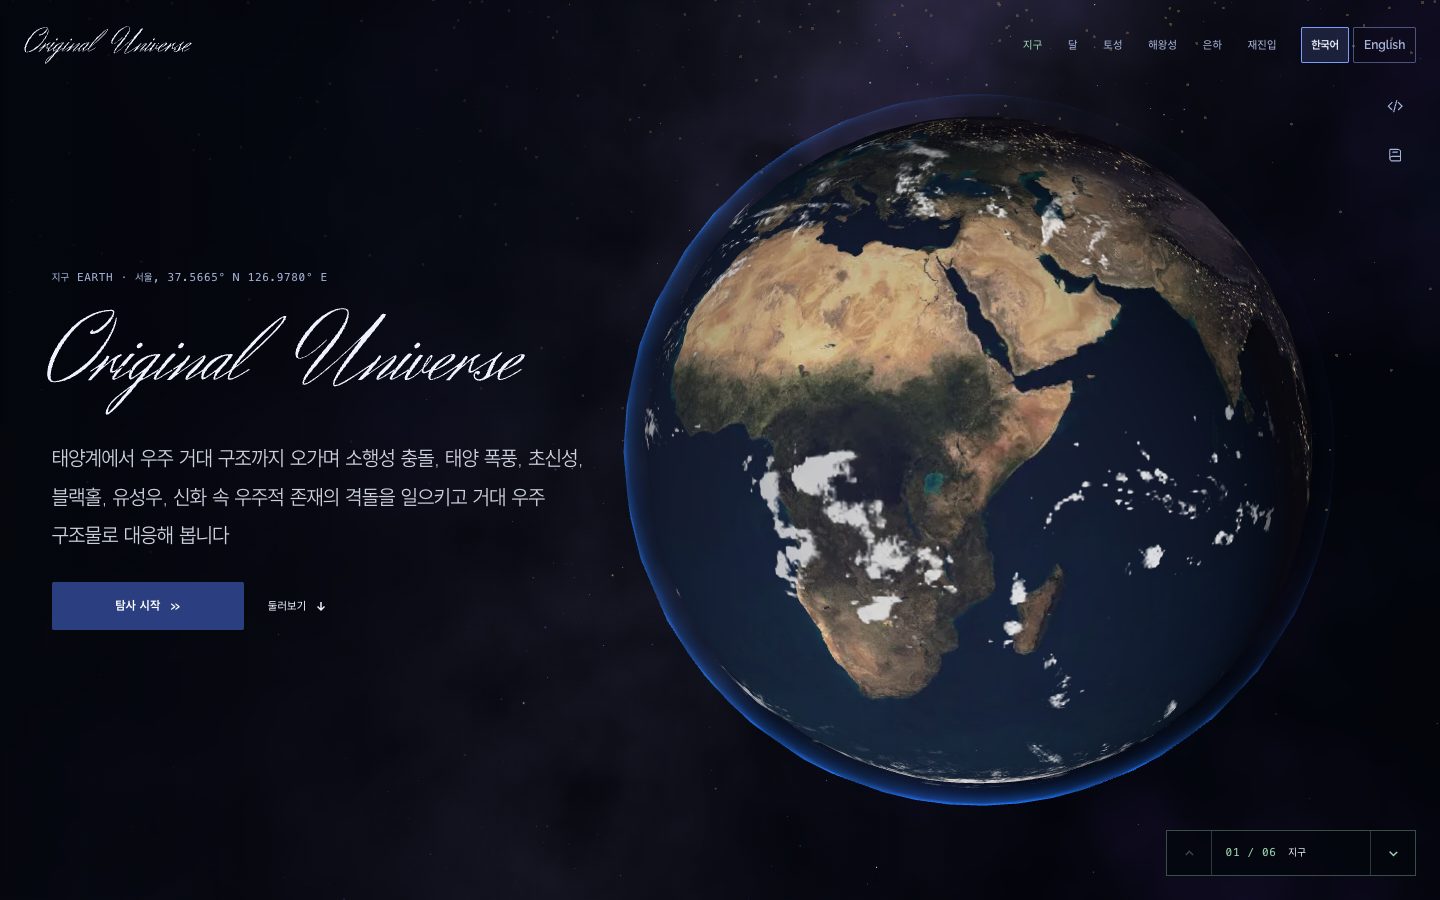 Original Universe
지구 달 토성 해왕성 은하 재진입 한국어 English
지구 EARTH · 서울, 37.5665° N 126.9780° E
Original Universe
태양계에서 우주 거대 구조까지 오가며 소행성 충돌, 태양 폭풍, 초신성,
블랙홀, 유성우, 신화 속 우주적 존재의 격돌을 일으키고 거대 우주
구조물로 대응해 봅니다
탐사 시작 »
둘러보기 ↓
01 / 06 지구